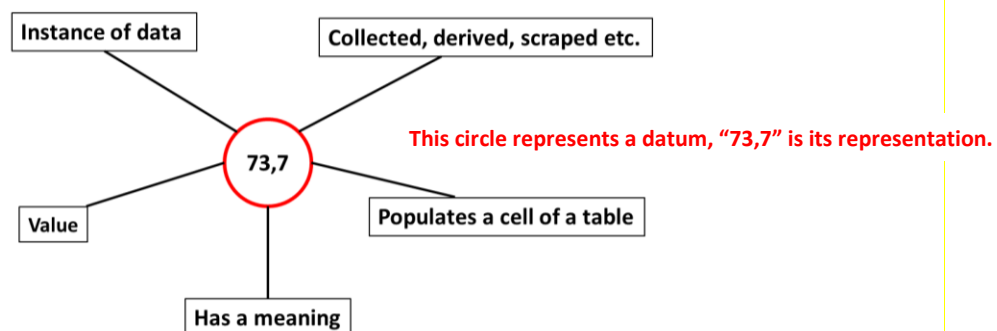 Instance of data
Collected, derived, scraped etc.
This circle represents a datum, “73,7” is its representation.
73,7
Value
Populates a cell of a table
Has a meaning